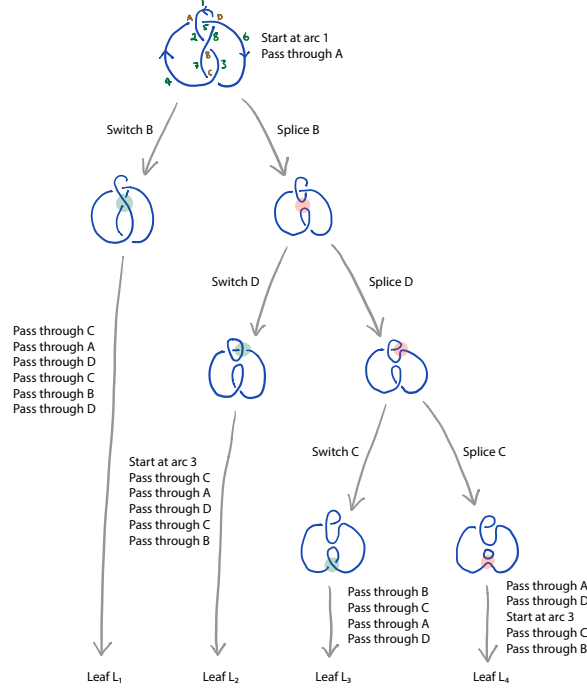 1
A D
5
2 8 6
B
7 3
C
4
Start at arc 1
Pass through A
Switch B
Splice B
Switch D
Splice D
Pass through C
Pass through A
Pass through D
Pass through C
Pass through B
Pass through D
Start at arc 3
Pass through C
Pass through A
Pass through D
Pass through C
Pass through B
Switch C
Splice C
Pass through B
Pass through C
Pass through A
Pass through D
Pass through A
Pass through D
Start at arc 3
Pass through C
Pass through B
Leaf L₁
Leaf L₂
Leaf L₃
Leaf L₄